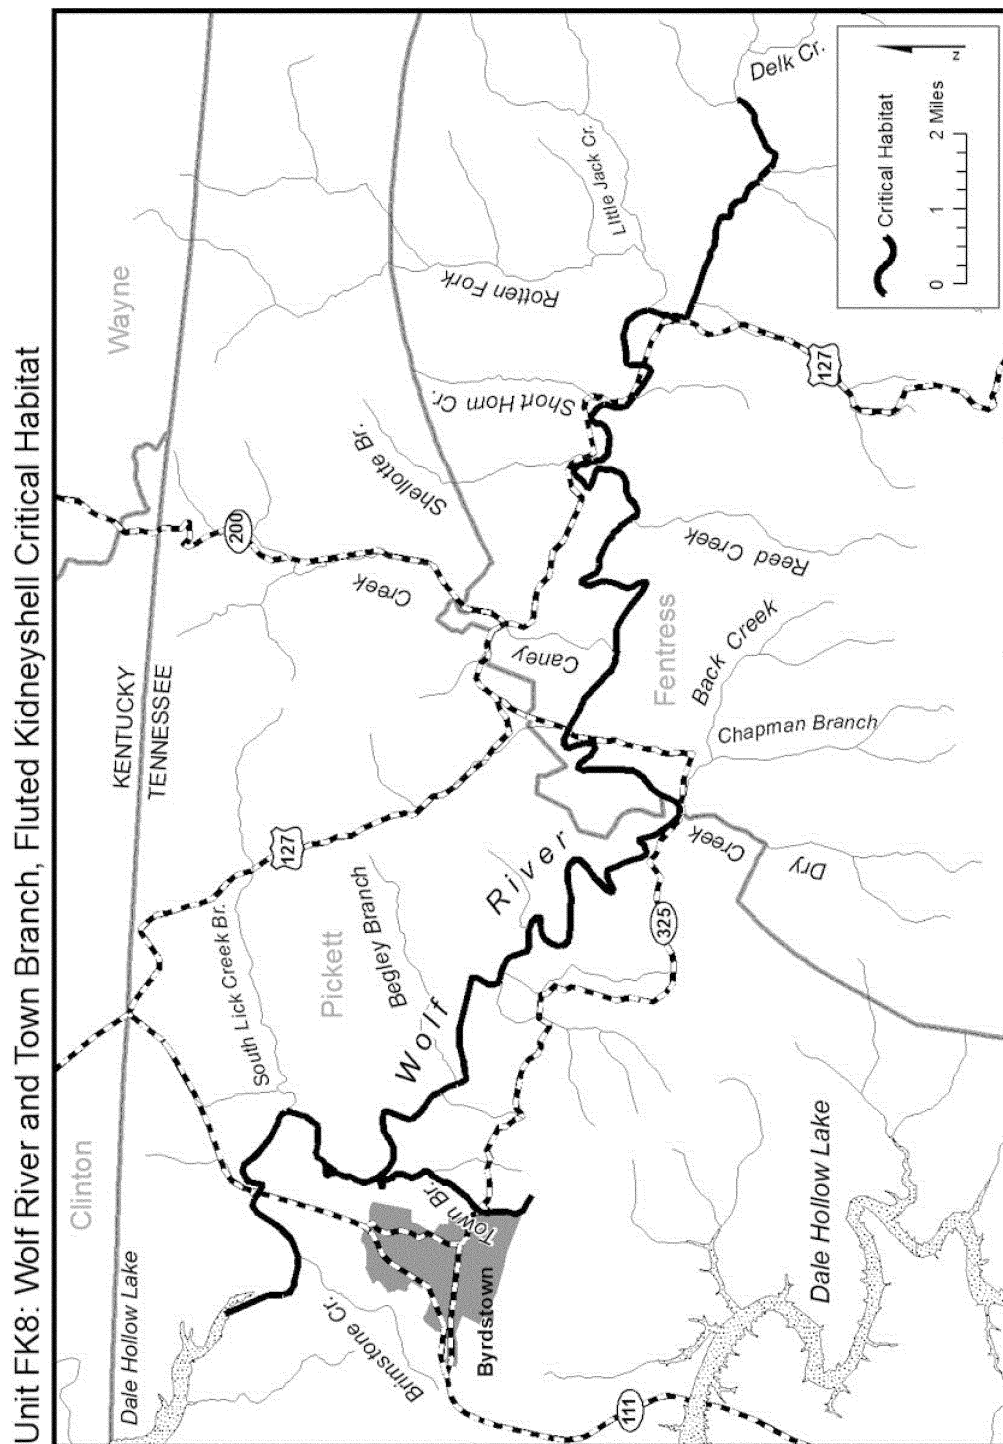 Unit FK8: Wolf River and Town Branch, Fluted Kidneyshell Critical Habitat
Clinton
Wayne
KENTUCKY
TENNESSEE
Dale Hollow Lake
South Lick Creek Br.
127
200
Pickett
Begley Branch
Creek
Shellotte Br.
Short Horn Cr.
Rotten Fork
Little Jack Cr.
Delk Cr.
Brimstone Cr.
Town Br.
Wolf
River
Caney
Byrdstown
Fentress
Reed Creek
Back Creek
Chapman Branch
325
Creek
Dry
127
111
Dale Hollow Lake
Dale Hollow Lake
Critical Habitat
0 1 2 Miles
N